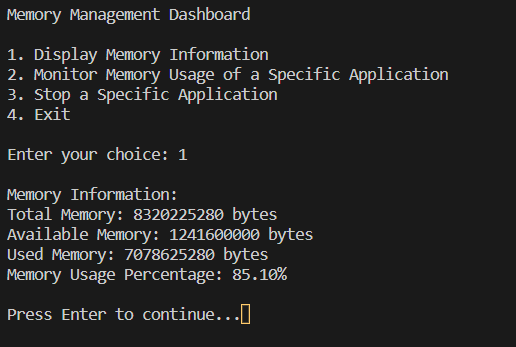 Memory Management Dashboard
1. Display Memory Information
2. Monitor Memory Usage of a Specific Application
3. Stop a Specific Application
4. Exit
Enter your choice: 1
Memory Information:
Total Memory: 8320225280 bytes
Available Memory: 1241600000 bytes
Used Memory: 7078625280 bytes
Memory Usage Percentage: 85.10%
Press Enter to continue...